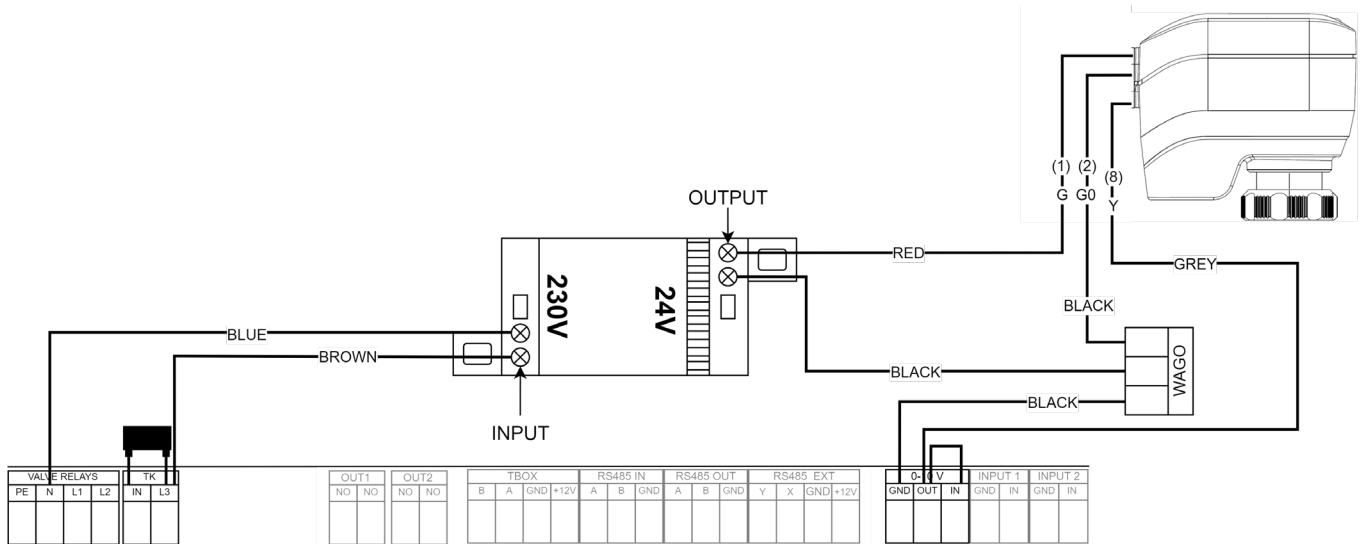 (1)
G
(2)
G0
(8)
Y
OUTPUT
RED
GREY
230V
24V
BLACK
BLUE
BROWN
BLACK
WAGO
BLACK
INPUT
VALVE RELAYS
TK
OUT1
OUT2
TBOX
RS485 IN
RS485 OUT
RS485 EXT
0- 0 V
INPUT 1
INPUT 2
PE N L1 L2
IN L3
NO NO
NO NO
B A GND +12V
A B GND
A B GND
Y X GND +12V
GND OUT IN
GND IN
GND IN